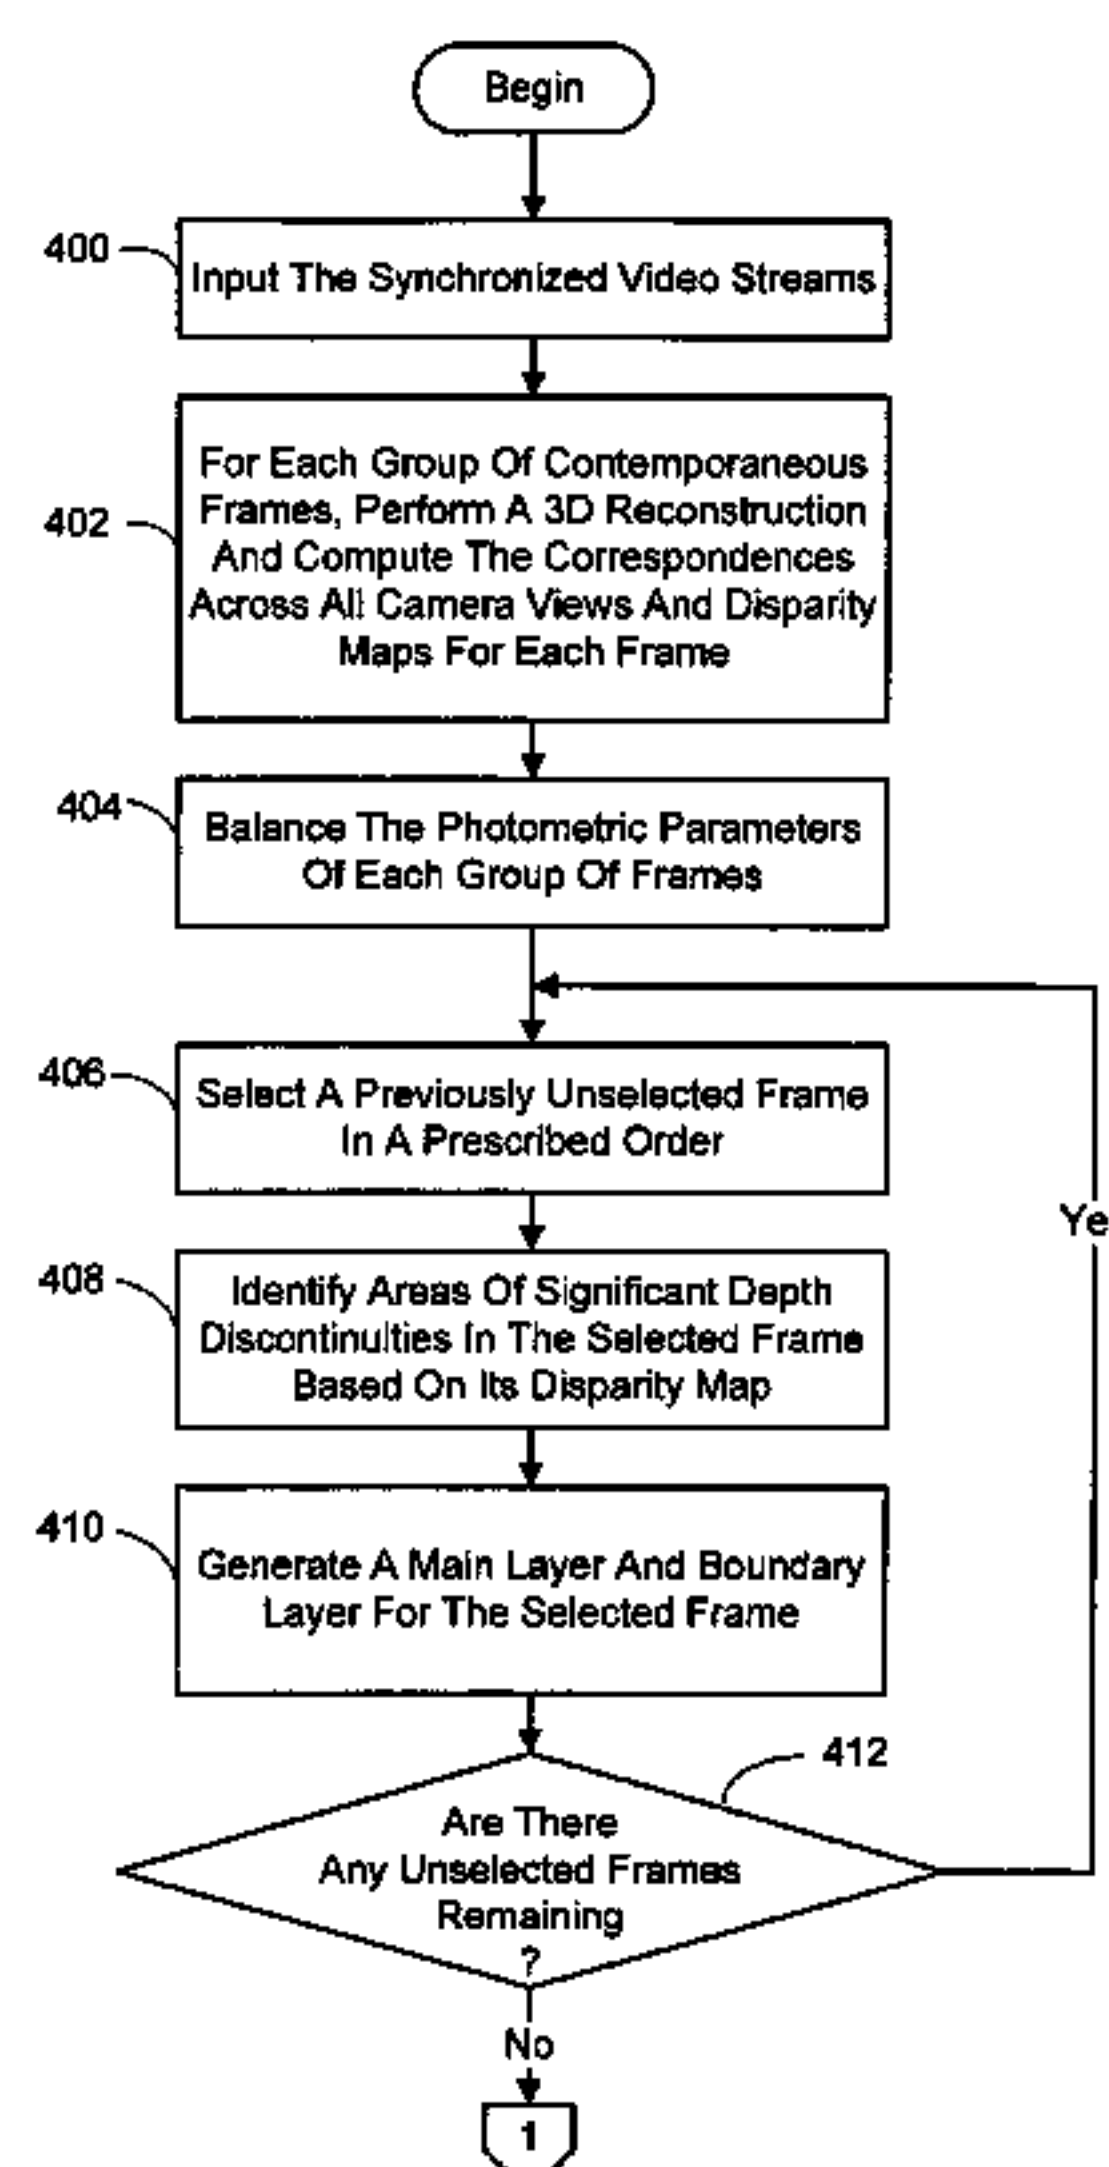 Begin
400
Input The Synchronized Video Streams
402
For Each Group Of Contemporaneous
Frames, Perform A 3D Reconstruction
And Compute The Correspondences
Across All Camera Views And Disparity
Maps For Each Frame
404
Balance The Photometric Parameters
Of Each Group Of Frames
406
Select A Previously Unselected Frame
In A Prescribed Order
Ye
408
Identify Areas Of Significant Depth
Discontinuities In The Selected Frame
Based On Its Disparity Map
410
Generate A Main Layer And Boundary
Layer For The Selected Frame
412
Are There
Any Unselected Frames
Remaining
?
No
1